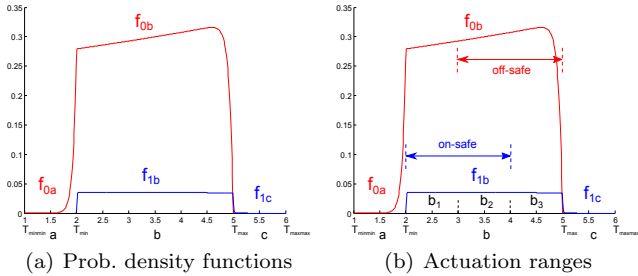 0.35
0.3
0.25
0.2
0.15
0.1
0.05
0
f0b
f0a
f1b
f1c
1 1.5 2 2.5 3 3.5 4 4.5 5 5.5 6
Tminmin a Tmin b Tmax c Tmaxmax
(a) Prob. density functions
0.35
0.3
0.25
0.2
0.15
0.1
0.05
0
f0b
off-safe
on-safe
f0a
f1b
f1c
b1 b2 b3
1 1.5 2 2.5 3 3.5 4 4.5 5 5.5 6
Tminmin a Tmin b Tmax c Tmaxmax
(b) Actuation ranges